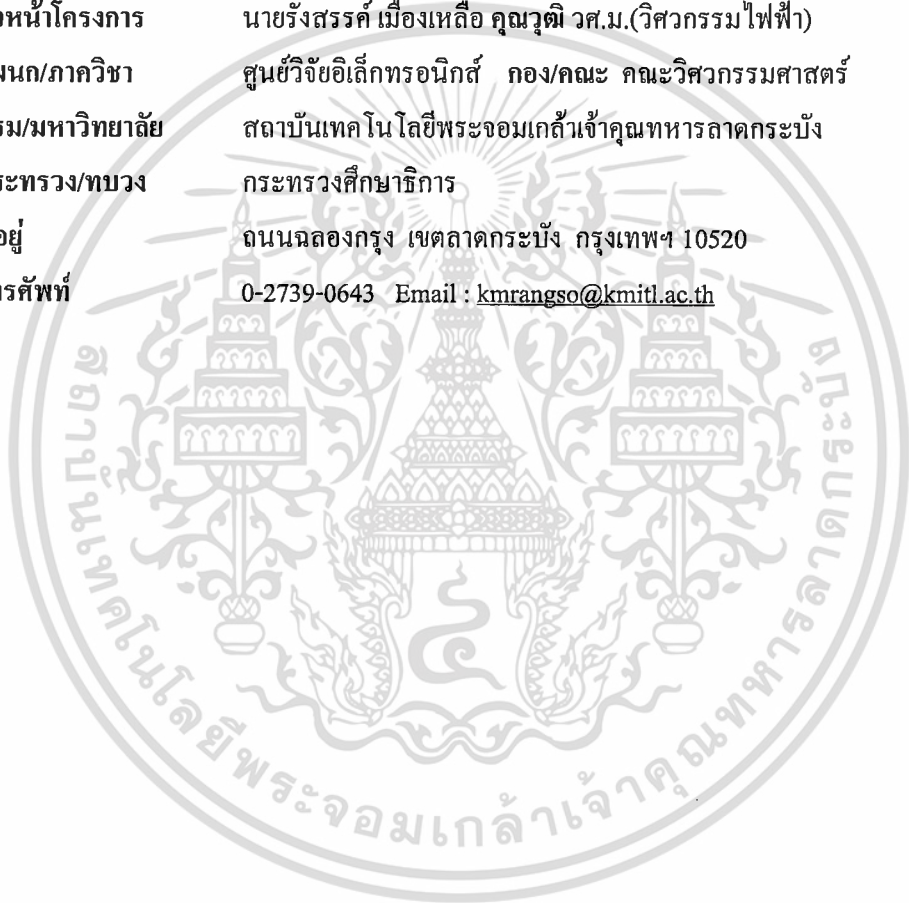 วหน้าโครงการ นายรังสรรค์ เมืองเหลือ คุณวุฒิ วศ.ม.(วิศวกรรมไฟฟ้า)
ผนก/ภาควิชา ศูนย์วิจัยอิเล็กทรอนิกส์ กอง/คณะ คณะวิศวกรรมศาสตร์
รม/มหาวิทยาลัย สถาบันเทคโนโลยีพระจอมเกล้าเจ้าคุณทหารลาดกระบัง
ระทรวง/ทบวง กระทรวงศึกษาธิการ
อยู่ ถนนฉลองกรุง เขตลาดกระบัง กรุงเทพฯ 10520
ทรศัพท์ 0-2739-0643 Email : kmrangso@kmitl.ac.th
สถาบันเทคโนโลยีพระจอมเกล้าเจ้าคุณทหารลาดกระบัง